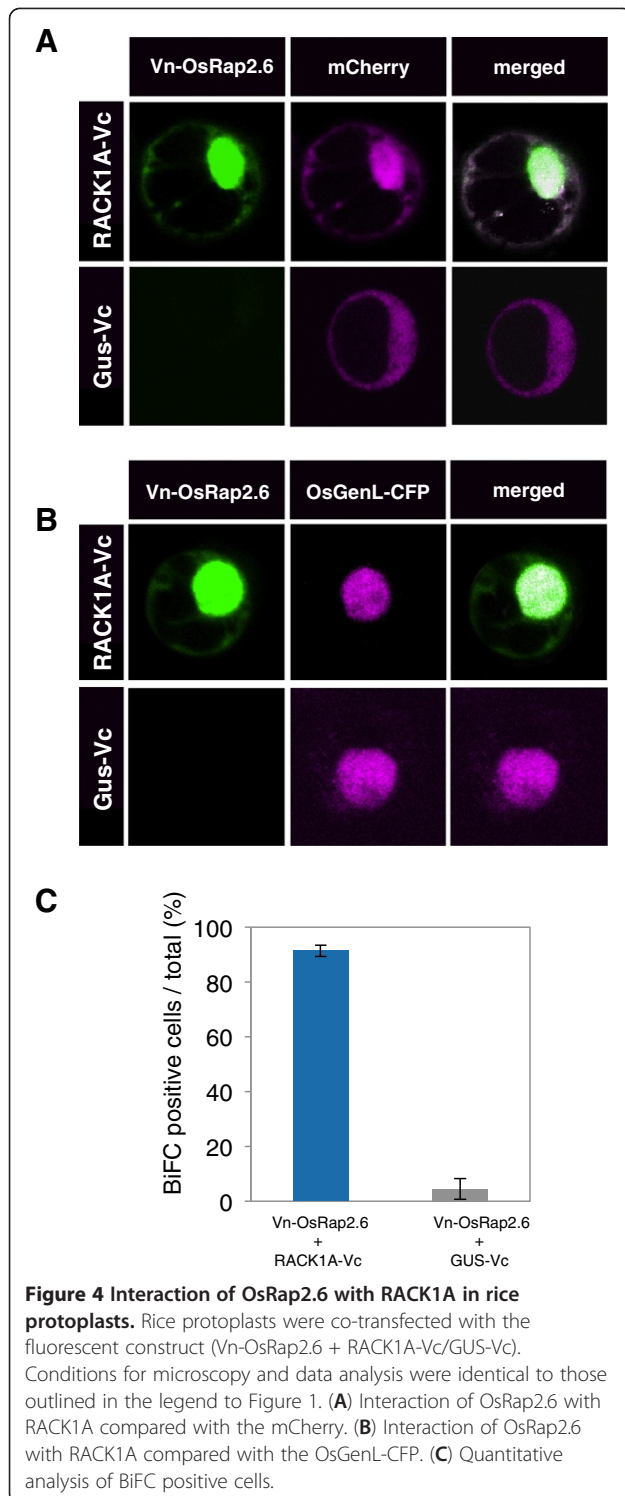 A
Vn-OsRap2.6 mCherry merged
RACK1A-Vc
Gus-Vc
B
Vn-OsRap2.6 OsGenL-CFP merged
RACK1A-Vc
Gus-Vc
C
BiFC positive cells / total (%)
100
80
60
40
20
0
Vn-OsRap2.6
+
RACK1A-Vc
Vn-OsRap2.6
+
GUS-Vc
Figure 4 Interaction of OsRap2.6 with RACK1A in rice
protoplasts. Rice protoplasts were co-transfected with the
fluorescent construct (Vn-OsRap2.6 + RACK1A-Vc/GUS-Vc).
Conditions for microscopy and data analysis were identical to those
outlined in the legend to Figure 1. (A) Interaction of OsRap2.6 with
RACK1A compared with the mCherry. (B) Interaction of OsRap2.6
with RACK1A compared with the OsGenL-CFP. (C) Quantitative
analysis of BiFC positive cells.